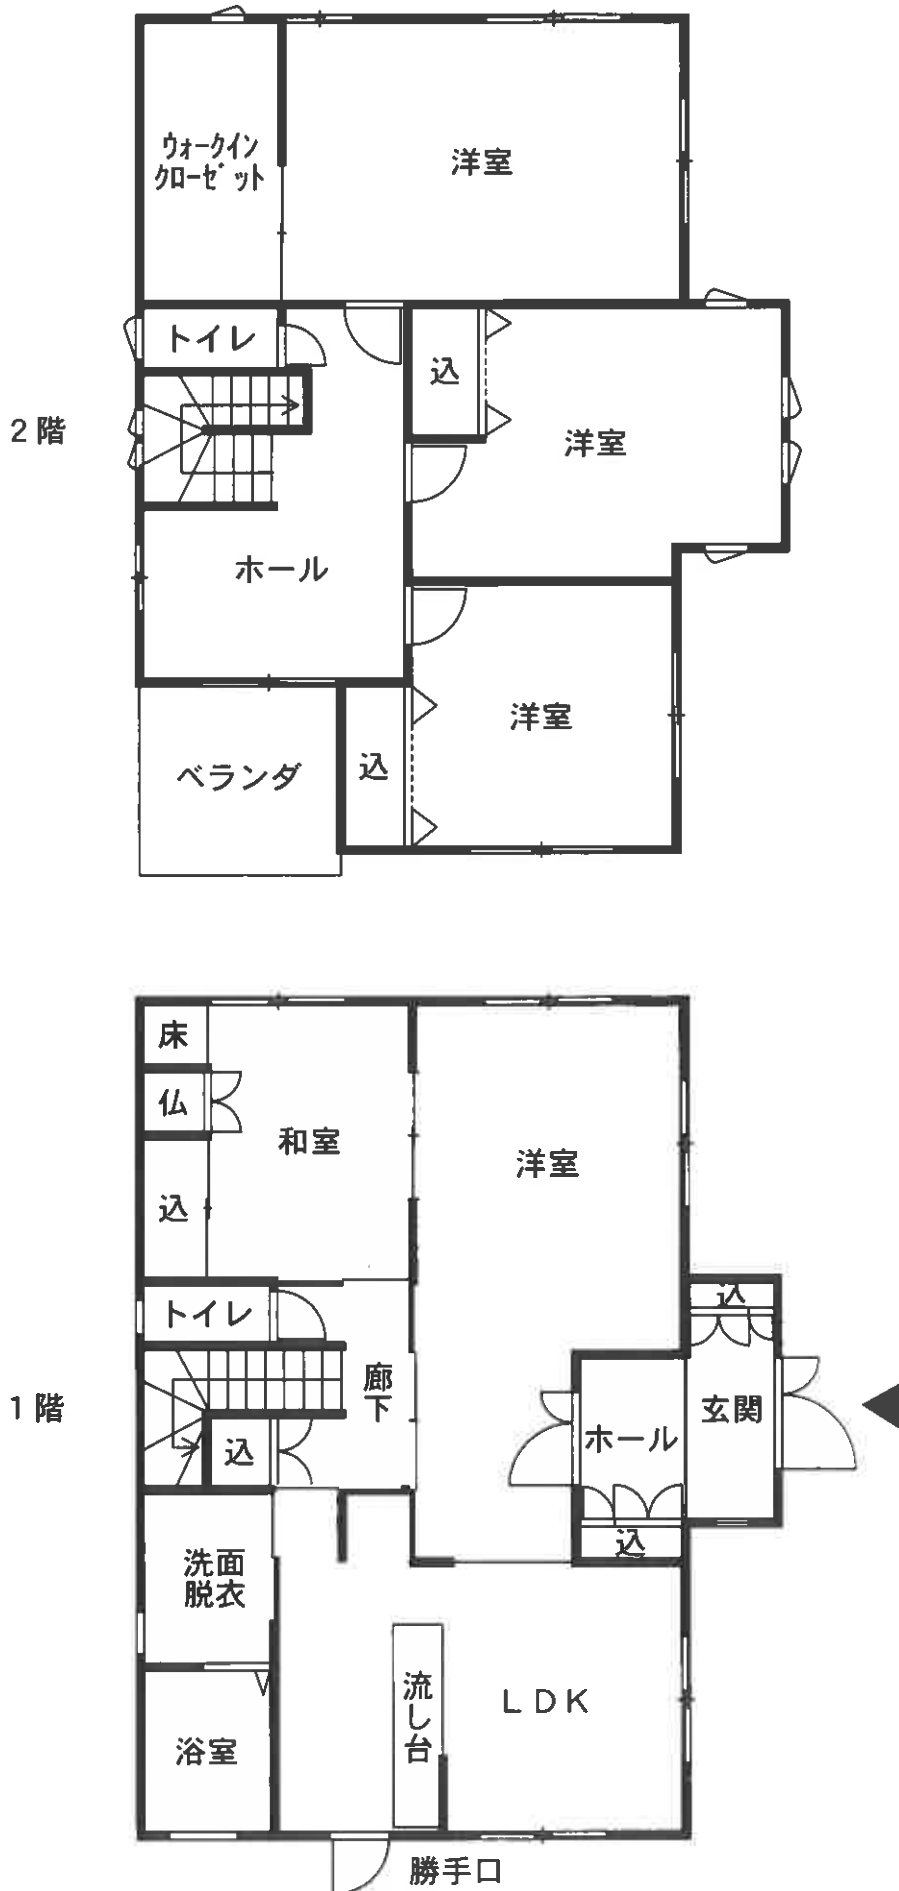 ウォークイン
クローゼット
洋室
トイレ
込
2階
洋室
ホール
洋室
込
ベランダ
床
仏
和室
洋室
込
トイレ
込
1階
廊下
玄関
ホール
込
込
洗面
脱衣
流し台
LDK
浴室
勝手口